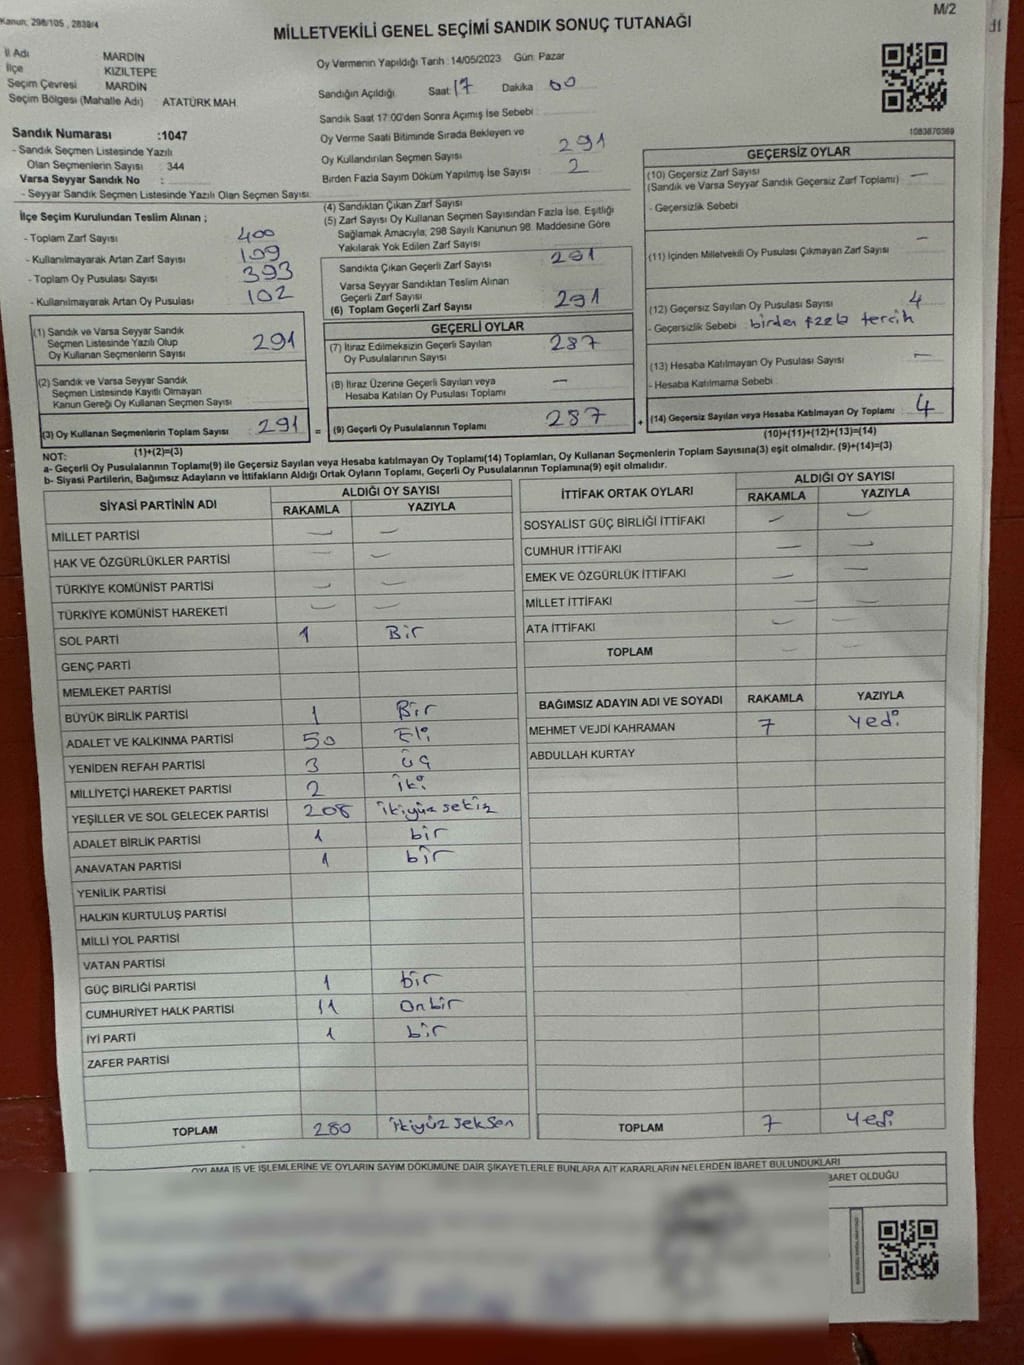 Kanun; 298/105 , 2839/4
M/2
MİLLETVEKİLİ GENEL SEÇİMİ SANDIK SONUÇ TUTANAĞI
İl Adı MARDİN
İlçe KIZILTEPE
Seçim Çevresi MARDİN
Seçim Bölgesi (Mahalle Adı) : ATATÜRK MAH.
Sandık Numarası :1047
- Sandık Seçmen Listesinde Yazılı
Olan Seçmenlerin Sayısı : 344
Varsa Seyyar Sandık No :
- Seyyar Sandık Seçmen Listesinde Yazılı Olan Seçmen Sayısı:
Oy Vermenin Yapıldığı Tarih :14/05/2023 Gün: Pazar
Sandığın Açıldığı Saat 17 Dakika 00
Sandık Saat 17:00'den Sonra Açımış İse Sebebi :
Oy Verme Saati Bitiminde Sırada Bekleyen ve
Oy Kullandırılan Seçmen Sayısı 291
Birden Fazla Sayım Döküm Yapılmış İse Sayısı : 2
1083870369
İlçe Seçim Kurulundan Teslim Alınan ;
- Toplam Zarf Sayısı 400
- Kullanılmayarak Artan Zarf Sayısı 109
- Toplam Oy Pusulası Sayısı 393
- Kullanılmayarak Artan Oy Pusulası 102
(1) Sandık ve Varsa Seyyar Sandık
Seçmen Listesinde Yazılı Olup
Oy Kullanan Seçmenlerin Sayısı 291
(2) Sandık ve Varsa Seyyar Sandık
Seçmen Listesinde Kayıtlı Olmayan
Kanun Gereği Oy Kullanan Seçmen Sayısı
(3) Oy Kullanan Seçmenlerin Toplam Sayısı 291 =
(1)+(2)=(3)
(4) Sandıktan Çıkan Zarf Sayısı
(5) Zarf Sayısı Oy Kullanan Seçmen Sayısından Fazla İse, Eşitliği
Sağlamak Amacıyla, 298 Sayılı Kanunun 98. Maddesine Göre
Yakılarak Yok Edilen Zarf Sayısı
Sandıkta Çıkan Geçerli Zarf Sayısı 291
Varsa Seyyar Sandıktan Teslim Alınan
Geçerli Zarf Sayısı
(6) Toplam Geçerli Zarf Sayısı 291
GEÇERLİ OYLAR
(7) İtiraz Edilmeksizin Geçerli Sayılan
Oy Pusulalarının Sayısı 287
(8) İtiraz Üzerine Geçerli Sayılan veya
Hesaba Katılan Oy Pusulası Toplamı —
(9) Geçerli Oy Pusulalarının Toplamı 287 +
GEÇERSİZ OYLAR
(10) Geçersiz Zarf Sayısı —
(Sandık ve Varsa Seyyar Sandık Geçersiz Zarf Toplamı)
- Geçersizlik Sebebi
(11) İçinden Milletvekili Oy Pusulası Çıkmayan Zarf Sayısı —
(12) Geçersiz Sayılan Oy Pusulası Sayısı 4
- Geçersizlik Sebebi : birden fzzla tercih
(13) Hesaba Katılmayan Oy Pusulası Sayısı —
- Hesaba Katılmama Sebebi
(14) Geçersiz Sayılan veya Hesaba Katılmayan Oy Toplamı 4
(10)+(11)+(12)+(13)=(14)
NOT:
a- Geçerli Oy Pusulalarının Toplamı(9) ile Geçersiz Sayılan veya Hesaba katılmayan Oy Toplamı(14) Toplamları, Oy Kullanan Seçmenlerin Toplam Sayısına(3) eşit olmalıdır. (9)+(14)=(3)
b- Siyasi Partilerin, Bağımsız Adayların ve İttifakların Aldığı Ortak Oyların Toplamı, Geçerli Oy Pusulalarının Toplamına(9) eşit olmalıdır.
SİYASİ PARTİNİN ADI ALDIĞI OY SAYISI
RAKAMLA YAZIYLA
MİLLET PARTİSİ — —
HAK VE ÖZGÜRLÜKLER PARTİSİ — —
TÜRKİYE KOMÜNİST PARTİSİ — —
TÜRKİYE KOMÜNİST HAREKETİ — —
SOL PARTİ 1 Bir
GENÇ PARTİ
MEMLEKET PARTİSİ
BÜYÜK BİRLİK PARTİSİ 1 Bir
ADALET VE KALKINMA PARTİSİ 50 Eli
YENİDEN REFAH PARTİSİ 3 üç
MİLLİYETÇİ HAREKET PARTİSİ 2 iki
YEŞİLLER VE SOL GELECEK PARTİSİ 208 ikiyüz sekiz
ADALET BİRLİK PARTİSİ 1 bir
ANAVATAN PARTİSİ 1 bir
YENİLİK PARTİSİ
HALKIN KURTULUŞ PARTİSİ
MİLLİ YOL PARTİSİ
VATAN PARTİSİ
GÜÇ BİRLİĞİ PARTİSİ 1 bir
CUMHURİYET HALK PARTİSİ 11 Onbir
İYİ PARTİ 1 bir
ZAFER PARTİSİ
TOPLAM 280 ikiyüz seksen
İTTİFAK ORTAK OYLARI ALDIĞI OY SAYISI
RAKAMLA YAZIYLA
SOSYALİST GÜÇ BİRLİĞİ İTTİFAKI — —
CUMHUR İTTİFAKI — —
EMEK VE ÖZGÜRLÜK İTTİFAKI — —
MİLLET İTTİFAKI — —
ATA İTTİFAKI — —
TOPLAM — —
BAĞIMSIZ ADAYIN ADI VE SOYADI RAKAMLA YAZIYLA
MEHMET VEJDİ KAHRAMAN 7 yedi
ABDULLAH KURTAY
TOPLAM 7 yedi
OYLAMA İŞ VE İŞLEMLERİNE VE OYLARIN SAYIM DÖKÜMÜNE DAİR ŞİKAYETLERLE BUNLARA AİT KARARLARIN NELERDEN İBARET BULUNDUKLARI
BARET OLDUĞU